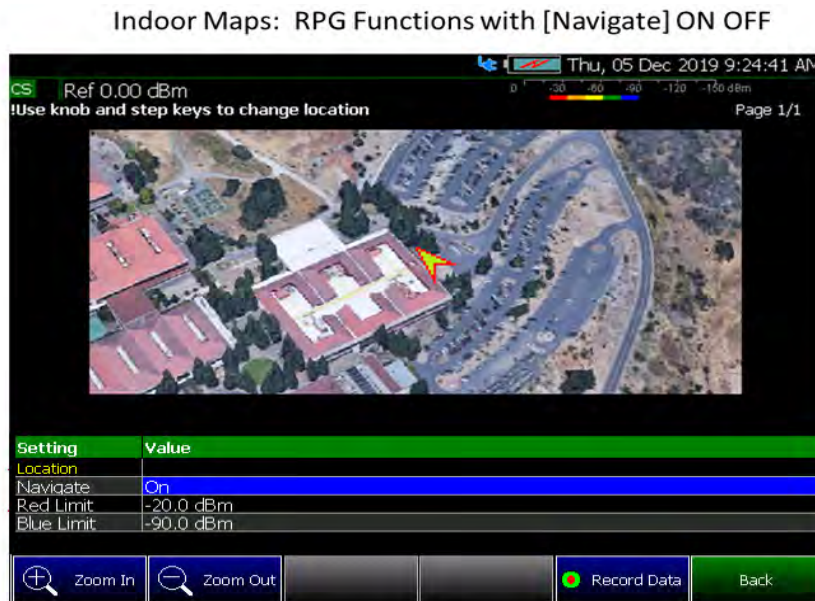 Indoor Maps: RPG Functions with [Navigate] ON OFF
Thu, 05 Dec 2019 9:24:41 AM
CS Ref 0.00 dBm 0 -30 -60 -90 -120 -150 dBm
!Use knob and step keys to change location Page 1/1
Setting Value
Location
Navigate On
Red Limit -20.0 dBm
Blue Limit -90.0 dBm
Zoom In Zoom Out Record Data Back